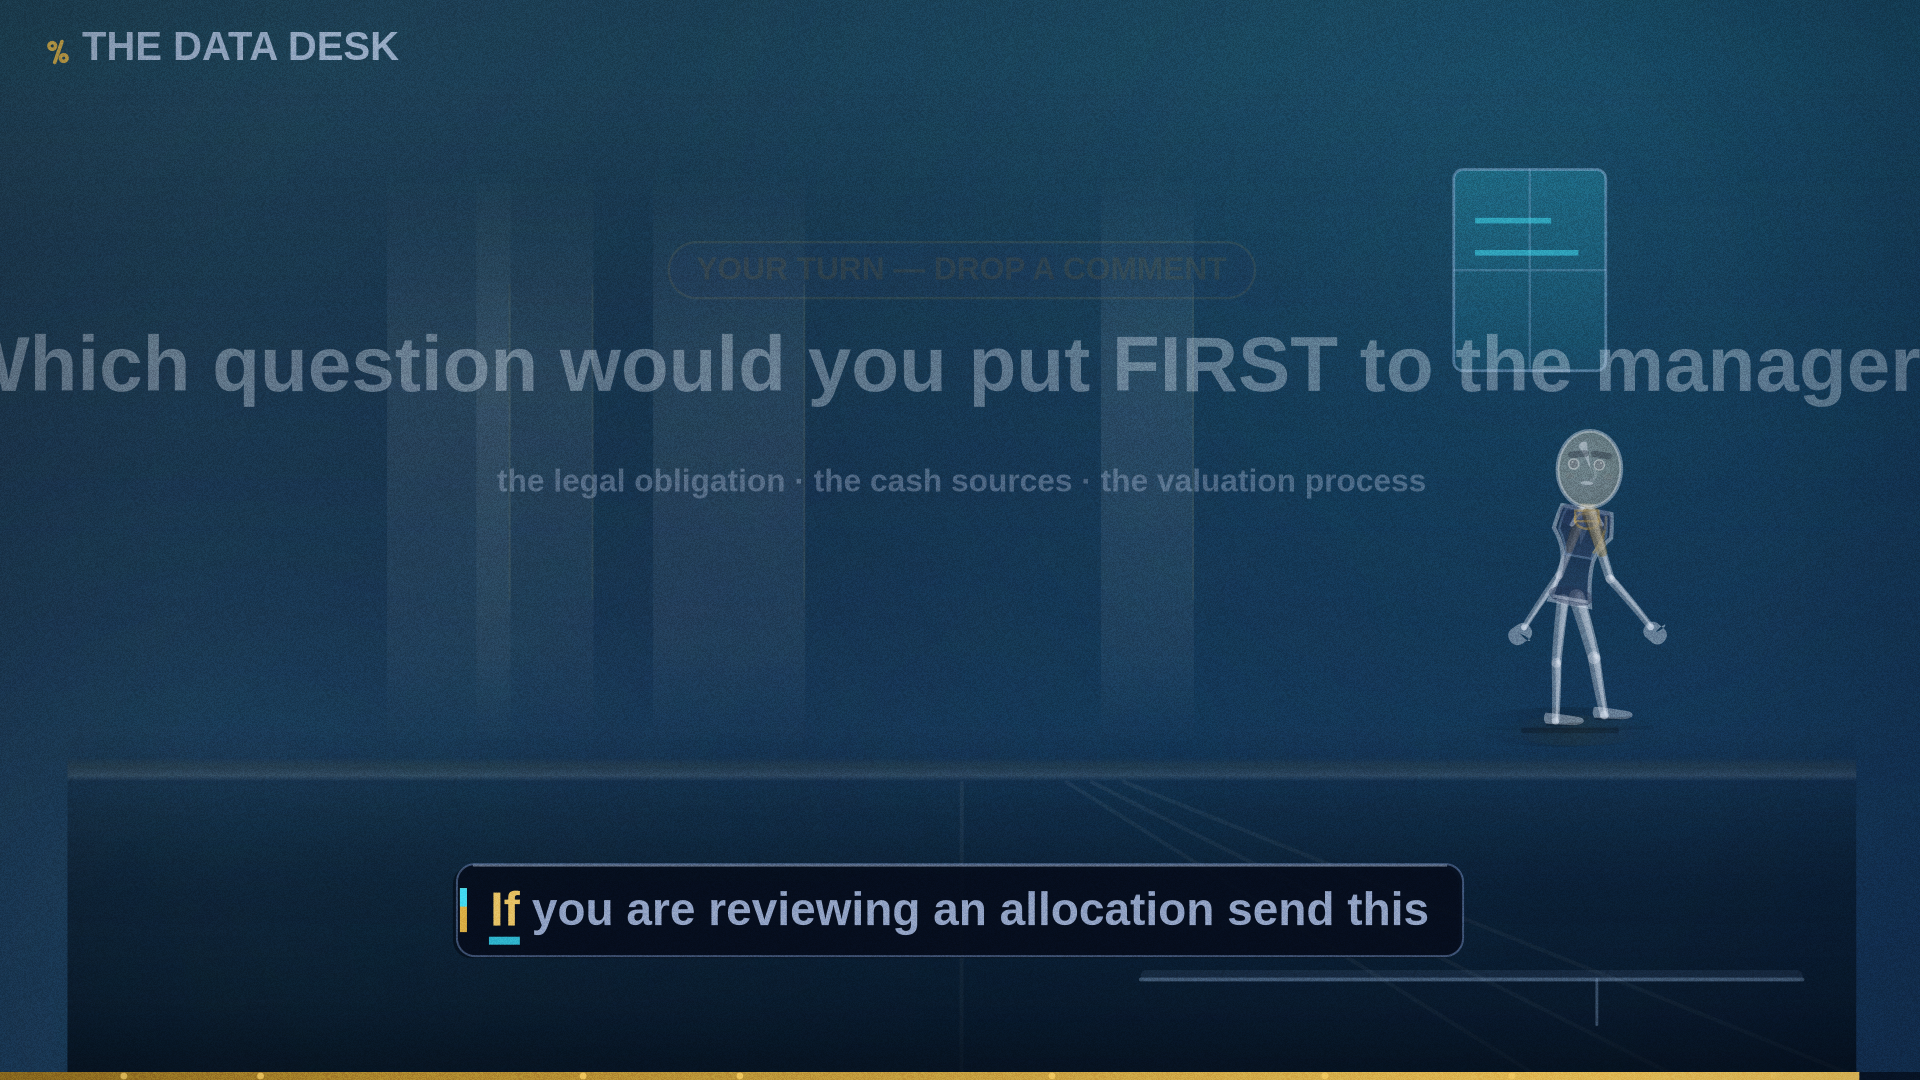 % THE DATA DESK
YOUR TURN — DROP A COMMENT
Which question would you put FIRST to the manager
the legal obligation · the cash sources · the valuation process
If you are reviewing an allocation send this